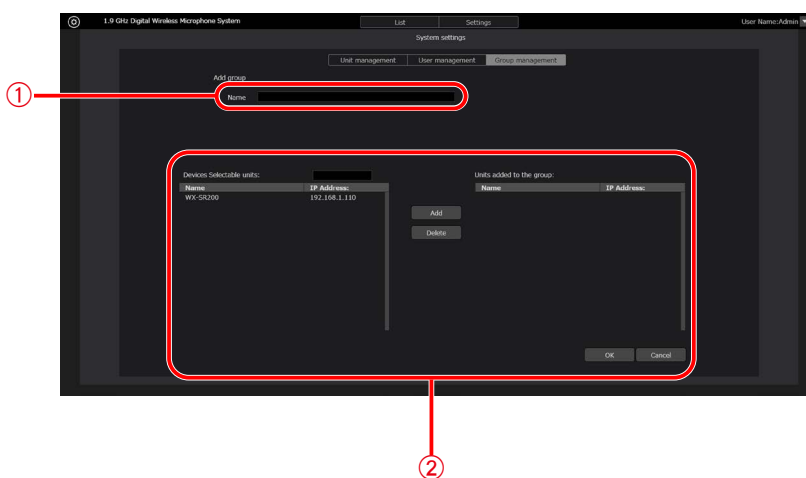 1.9 GHz Digital Wireless Microphone System List Settings User Name:Admin
System settings
Unit management User management Group management
Add group
① Name
Devices Selectable units: Units added to the group:
Name IP Address: Name IP Address:
WX-SR200 192.168.1.110
Add
Delete
OK Cancel
②